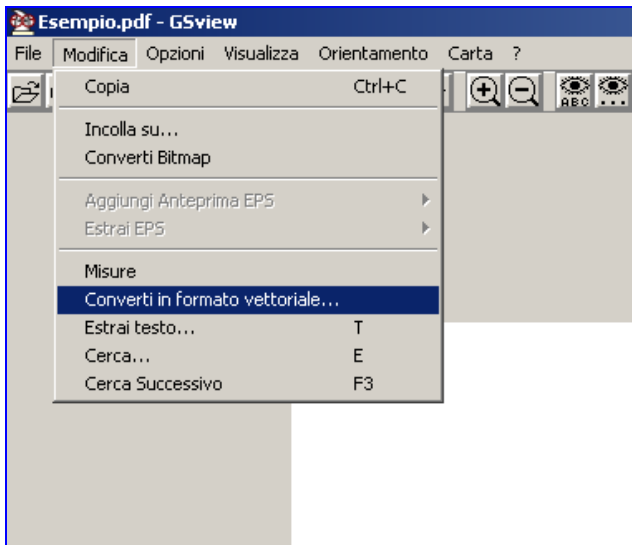 Esempio.pdf - GSview
File Modifica Opzioni Visualizza Orientamento Carta ?
Copia Ctrl+C
ABC
Incolla su...
Converti Bitmap
Aggiungi Anteprima EPS
Estrai EPS
Misure
Converti in formato vettoriale...
Estrai testo... T
Cerca... E
Cerca Successivo F3